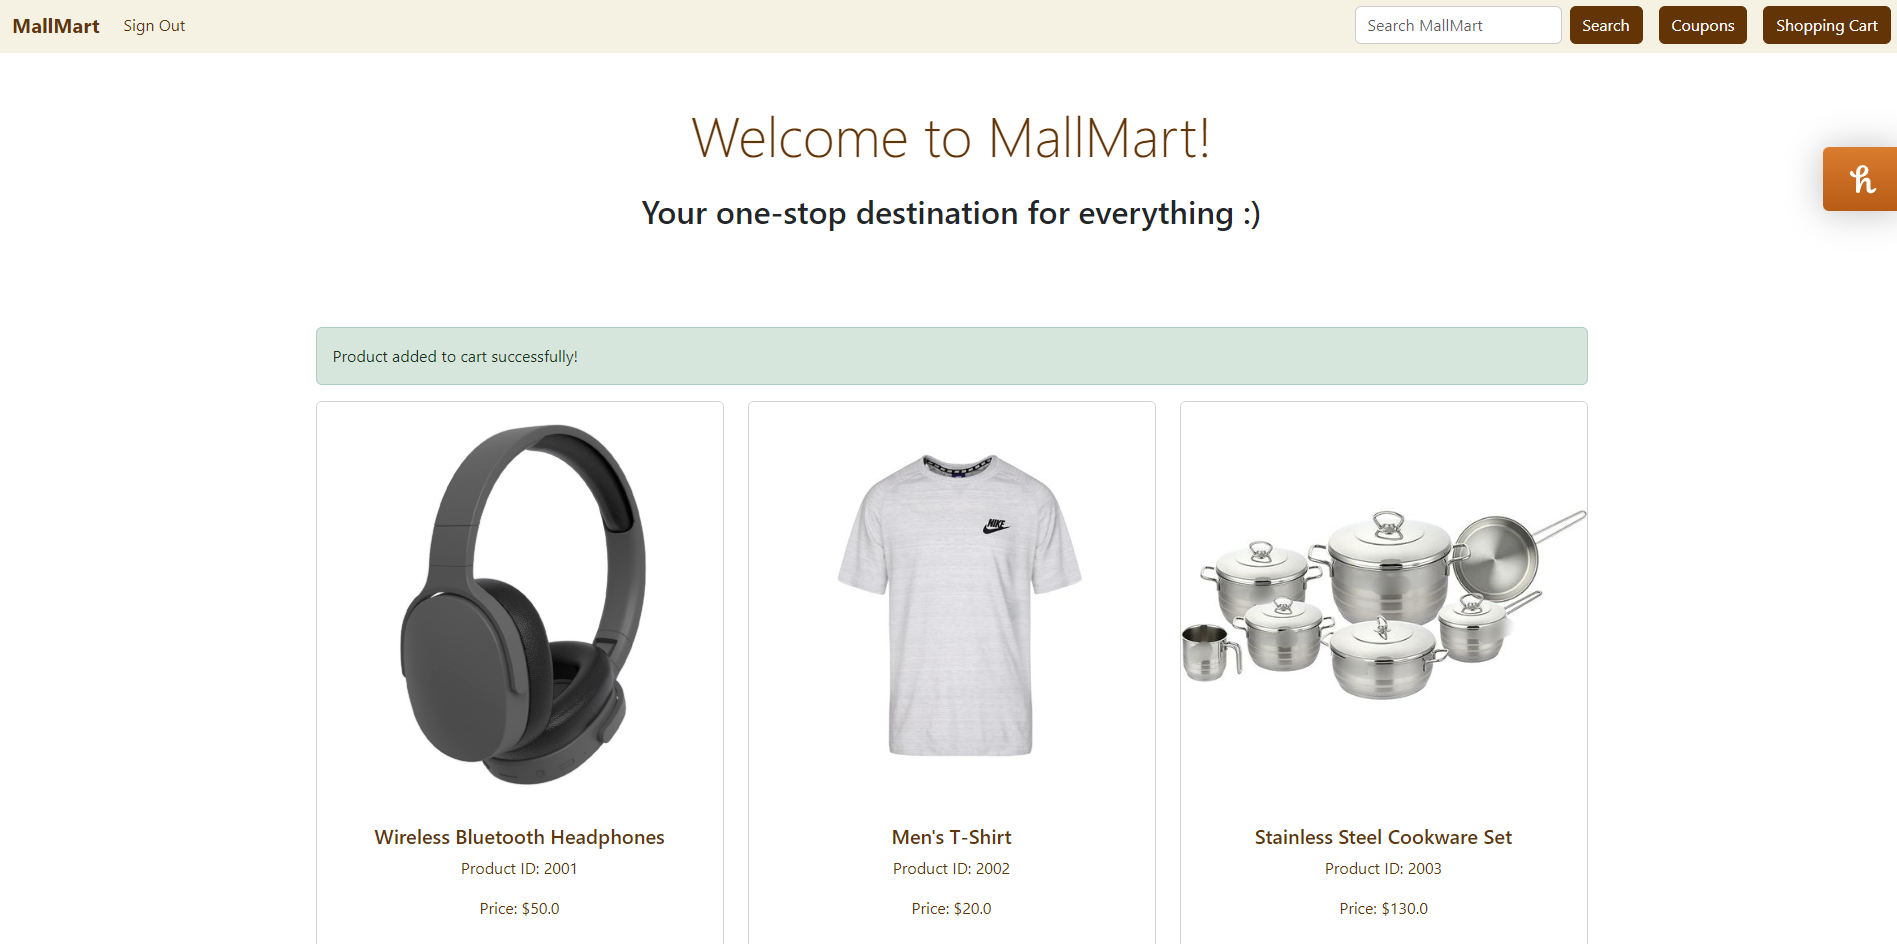 MallMart Sign Out Search MallMart Search Coupons Shopping Cart
Welcome to MallMart!
Your one-stop destination for everything :)
Product added to cart successfully!
NIKE
Wireless Bluetooth Headphones
Product ID: 2001
Price: $50.0
Men's T-Shirt
Product ID: 2002
Price: $20.0
Stainless Steel Cookware Set
Product ID: 2003
Price: $130.0